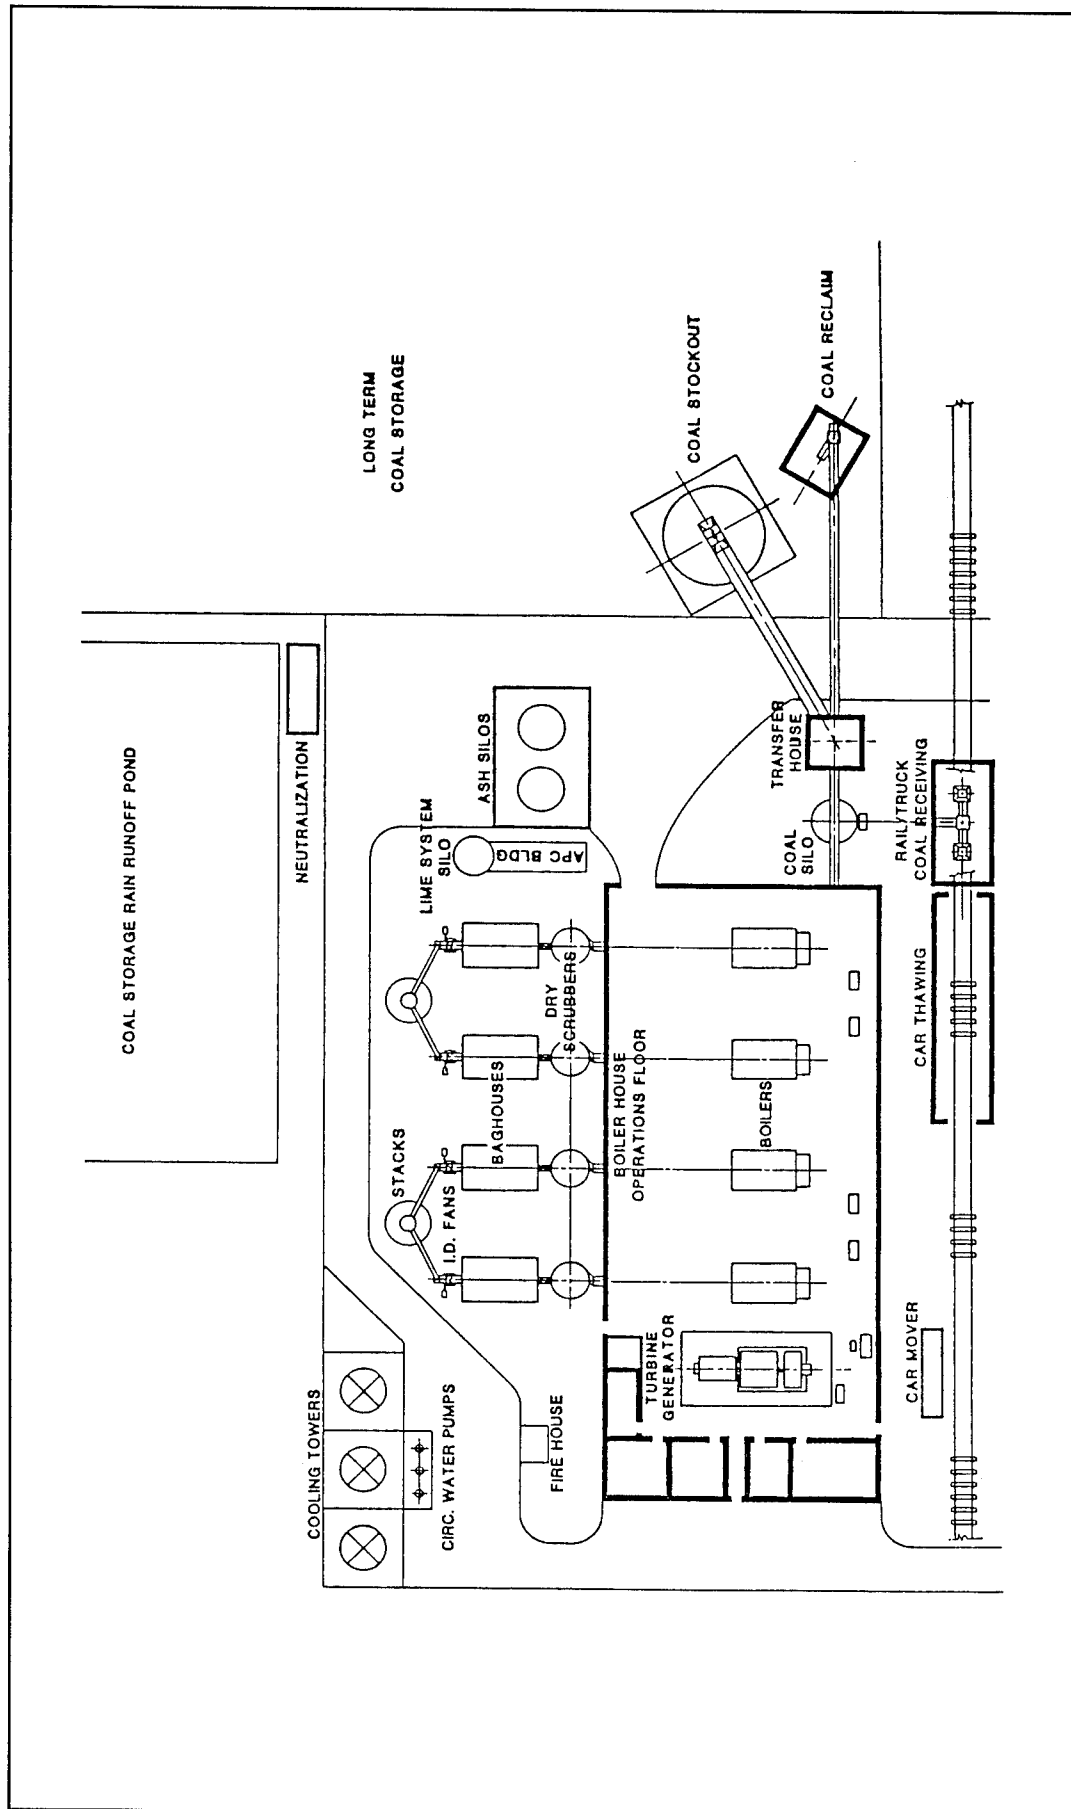 COAL STORAGE RAIN RUNOFF POND
NEUTRALIZATION
LONG TERM
COAL STORAGE
COOLING TOWERS
CIRC. WATER PUMPS
STACKS
I.D. FANS
LIME SYSTEM
SILO
ASH SILOS
APC BLDG
BAGHOUSES
DRY
SCRUBBERS
FIRE HOUSE
BOILER HOUSE
OPERATIONS FLOOR
TURBINE
GENERATOR
BOILERS
COAL STOCKOUT
COAL RECLAIM
TRANSFER
HOUSE
COAL
SILO
RAIL/TRUCK
COAL RECEIVING
CAR THAWING
CAR MOVER